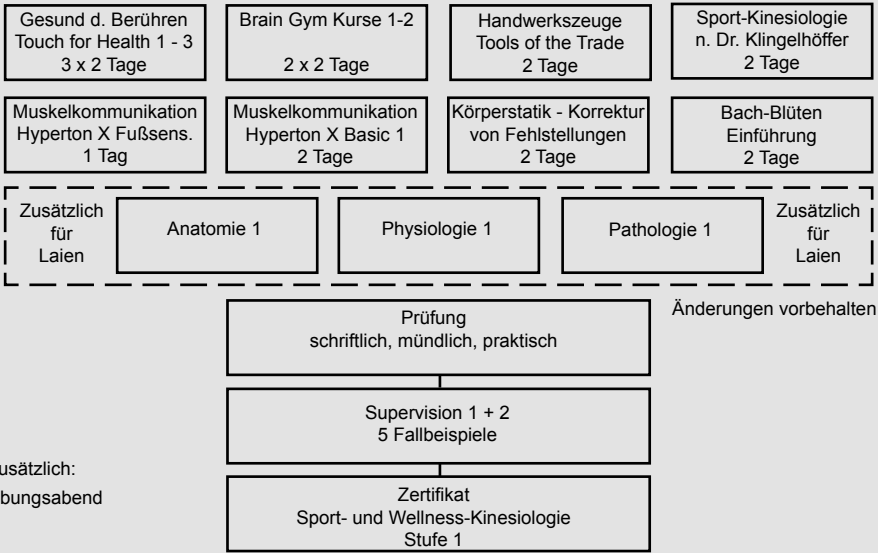 Gesund d. Berühren
Touch for Health 1 - 3
3 x 2 Tage
Brain Gym Kurse 1-2
2 x 2 Tage
Handwerkszeuge
Tools of the Trade
2 Tage
Sport-Kinesiologie
n. Dr. Klingelhöffer
2 Tage
Muskelkommunikation
Hyperton X Fußsens.
1 Tag
Muskelkommunikation
Hyperton X Basic 1
2 Tage
Körperstatik - Korrektur
von Fehlstellungen
2 Tage
Bach-Blüten
Einführung
2 Tage
Zusätzlich
für
Laien
Anatomie 1
Physiologie 1
Pathologie 1
Zusätzlich
für
Laien
Änderungen vorbehalten
Prüfung
schriftlich, mündlich, praktisch
Supervision 1 + 2
5 Fallbeispiele
usätzlich:
bungsabend
Zertifikat
Sport- und Wellness-Kinesiologie
Stufe 1